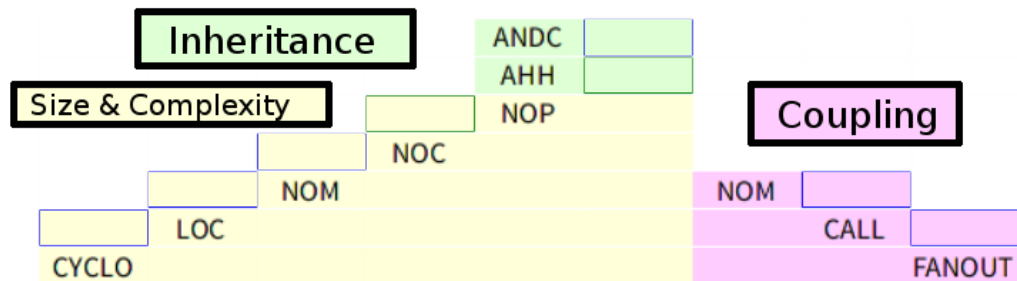 Inheritance
ANDC
AHH
Size & Complexity
NOP
Coupling
NOC
NOM
NOM
LOC
CALL
CYCLO
FANOUT